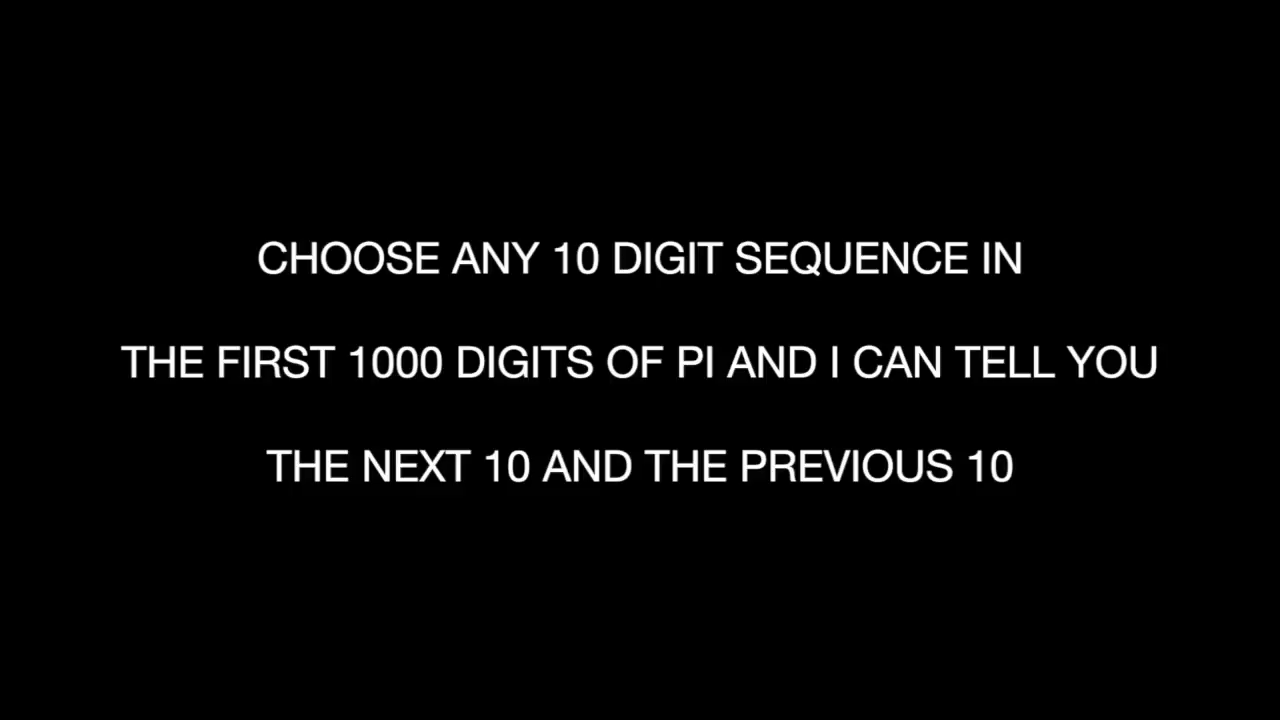 CHOOSE ANY 10 DIGIT SEQUENCE IN
THE FIRST 1000 DIGITS OF PI AND I CAN TELL YOU
THE NEXT 10 AND THE PREVIOUS 10